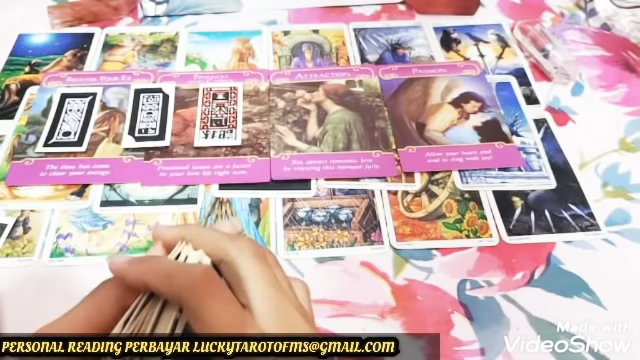 RELEASE YOUR EX
ATTRACTION
PASSION
The time has come
to clear your energy.
Financial issues are a factor
in your love life right now.
You attract romantic love
by enjoying this moment fully.
Allow your heart and
soul to sing with joy!
Made with
VideoShow
PERSONAL READING PERBAYAR LUCKYTAROTOFMS@GMAIL.COM